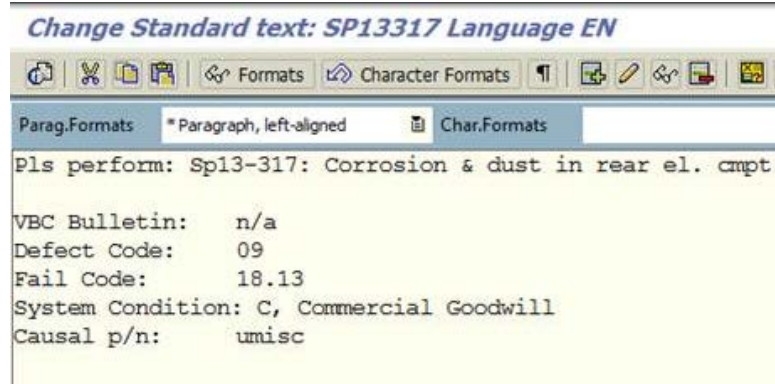 Change Standard text: SP13317 Language EN
Formats Character Formats ¶
Parag.Formats * Paragraph, left-aligned Char.Formats
Pls perform: Sp13-317: Corrosion & dust in rear el. cmpt
VBC Bulletin: n/a
Defect Code: 09
Fail Code: 18.13
System Condition: C, Commercial Goodwill
Causal p/n: umisc